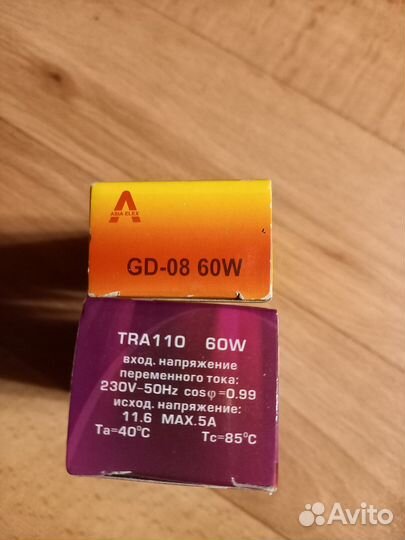 ASIA ELEX
GD-08 60W
TRA110 60W
вход. напряжение
переменного тока:
230V~50Hz cosφ=0.99
исход. напряжение:
11.6 MAX.5A
Ta=40°C Tc=85°C
Avito